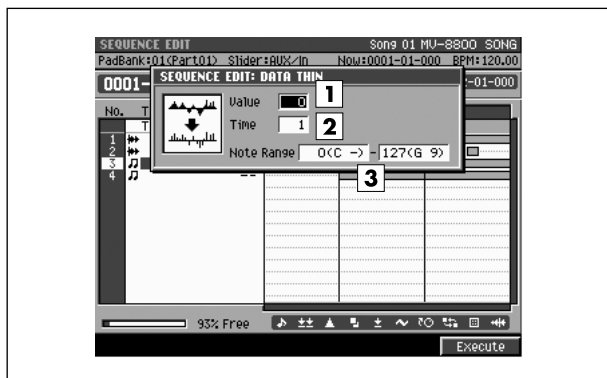 SEQUENCE EDIT Song 01 MV-8800 SONG
PadBank:01(Part01) Slider:AUX/In Now:0001-01-000 BPM:120.00
SEQUENCE EDIT: DATA THIN
0001- 2-01-000
Value 0 1
Time 1 2
Note Range 0(C -) - 127(G 9)
3
No. T
T
1
2
3
4
93% Free
Execute